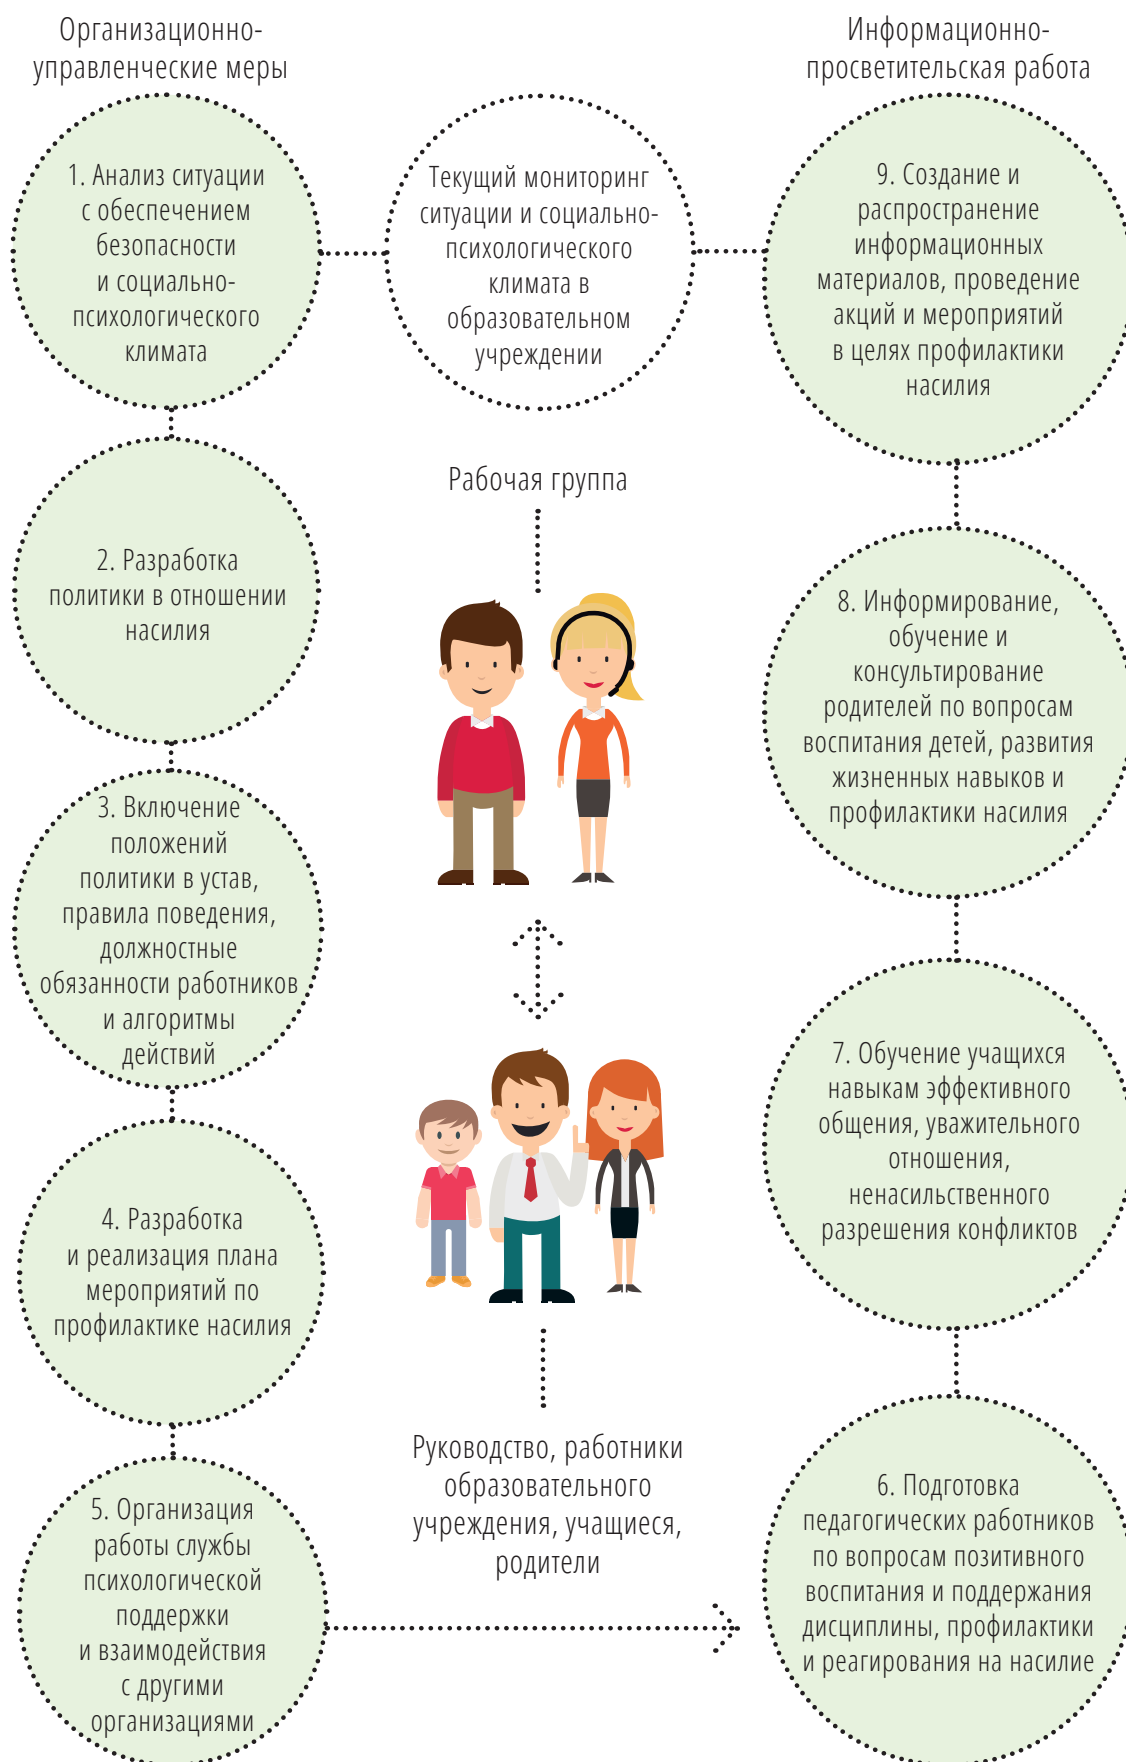 Организационно-
управленческие меры
1. Анализ ситуации
с обеспечением
безопасности
и социально-
психологического
климата
2. Разработка
политики в отношении
насилия
3. Включение
положений
политики в устав,
правила поведения,
должностные
обязанности работников
и алгоритмы
действий
4. Разработка
и реализация плана
мероприятий по
профилактике насилия
5. Организация
работы службы
психологической
поддержки
и взаимодействия
с другими
организациями
Текущий мониторинг
ситуации и социально-
психологического
климата в
образовательном
учреждении
Рабочая группа
Руководство, работники
образовательного
учреждения, учащиеся,
родители
Информационно-
просветительская работа
9. Создание и
распространение
информационных
материалов, проведение
акций и мероприятий
в целях профилактики
насилия
8. Информирование,
обучение и
консультирование
родителей по вопросам
воспитания детей, развития
жизненных навыков и
профилактики насилия
7. Обучение учащихся
навыкам эффективного
общения, уважительного
отношения,
ненасильственного
разрешения конфликтов
6. Подготовка
педагогических работников
по вопросам позитивного
воспитания и поддержания
дисциплины, профилактики
и реагирования на насилие